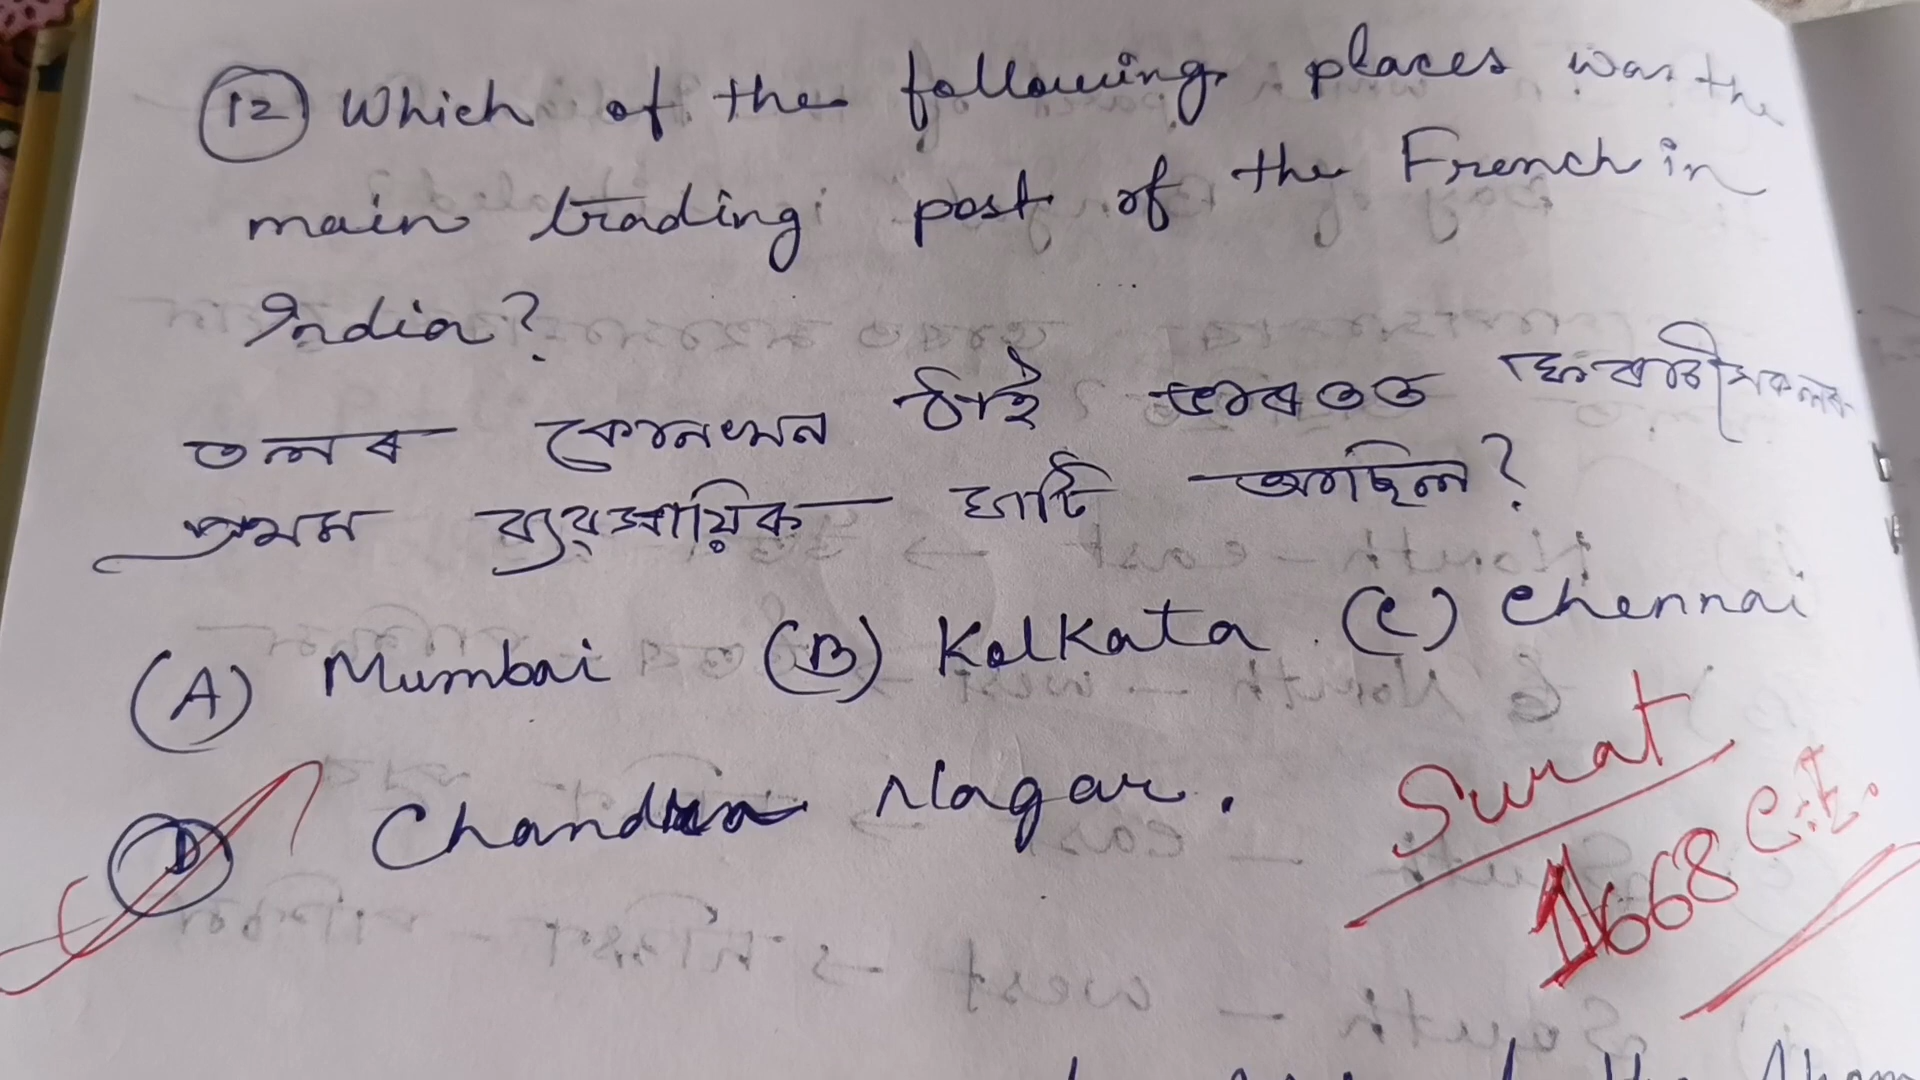 12 Which of the following places was the
main trading post of the French in
India?
তলৰ কোনখন ঠাই ভাৰতত ফৰাচীসকলৰ
প্ৰথম ব্যৱসায়িক ঘাটি আছিল?
(A) Mumbai (B) Kolkata (C) Chennai
(D) Chandra Nagar.
Surat
1668